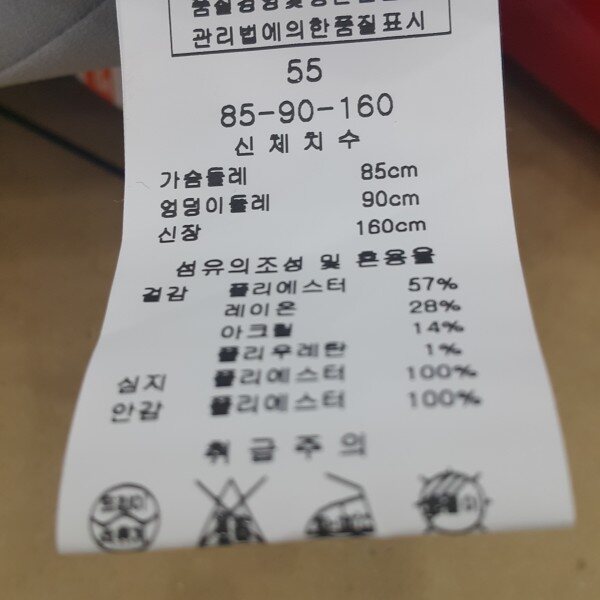 관리법에의한품질표시
55
85-90-160
신체치수
가슴둘레 85cm
엉덩이둘레 90cm
신장 160cm
섬유의조성 및 혼용율
겉감 폴리에스터 57%
레이온 28%
아크릴 14%
폴리우레탄 1%
심지 폴리에스터 100%
안감 폴리에스터 100%
취급주의
드라이